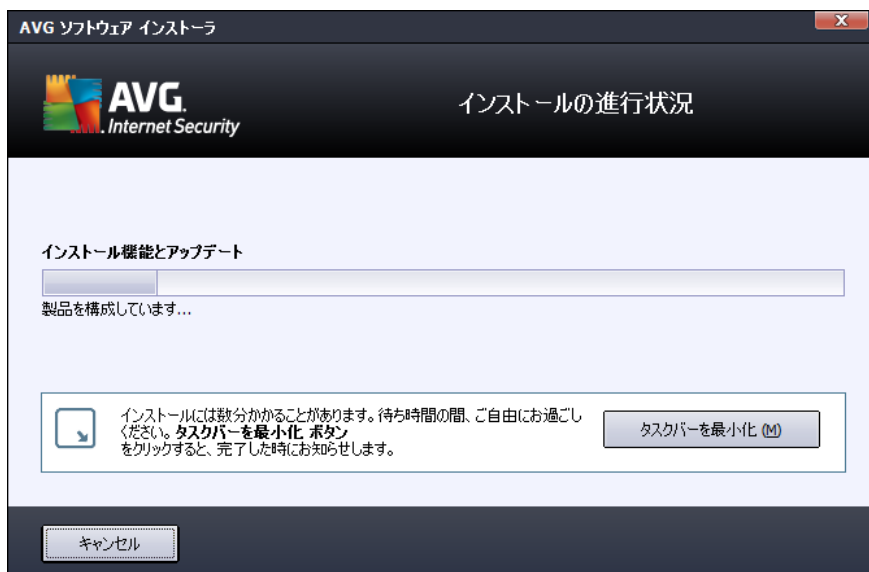 AVG ソフトウェア インストーラ
AVG.
Internet Security
インストールの進行状況
インストール機能とアップデート
製品を構成しています...
インストールには数分かかることがあります。待ち時間の間、ご自由にお過ごし
ください。タスクバーを最小化 ボタン
をクリックすると、完了した時にお知らせします。
タスクバーを最小化 (M)
キャンセル